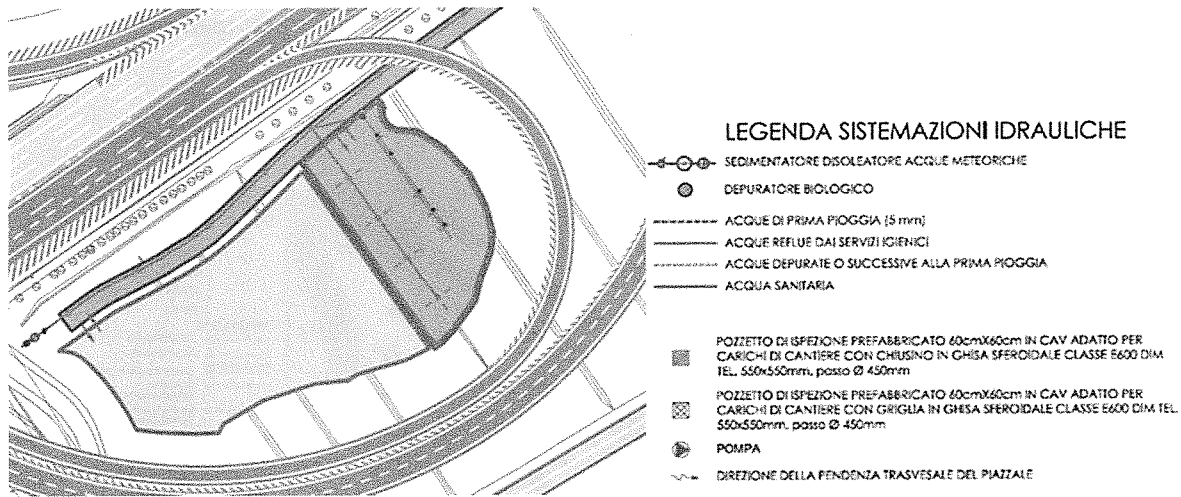 LEGENDA SISTEMAZIONI IDRAULICHE
SEDIMENTATORE DISOLEATORE ACQUE METEORICHE
DEPURATORE BIOLOGICO
ACQUE DI PRIMA PIOGGIA (5 mm)
ACQUE REFLUE DAI SERVIZI IGIENICI
ACQUE DEPURATE O SUCCESSIVE ALLA PRIMA PIOGGIA
ACQUA SANITARIA
POZZETTO DI ISPEZIONE PREFABBRICATO 60cmX60cm IN CAV ADATTO PER
CARICHI DI CANTIERE CON CHIUSINO IN GHISA SFEROIDALE CLASSE E600 DIM
TEL. 550x550mm, passo Ø 450mm
POZZETTO DI ISPEZIONE PREFABBRICATO 60cmX60cm IN CAV ADATTO PER
CARICHI DI CANTIERE CON GRIGLIA IN GHISA SFEROIDALE CLASSE E600 DIM TEL.
550x550mm, passo Ø 450mm
POMPA
DIREZIONE DELLA PENDENZA TRASVESALE DEL PIAZZALE